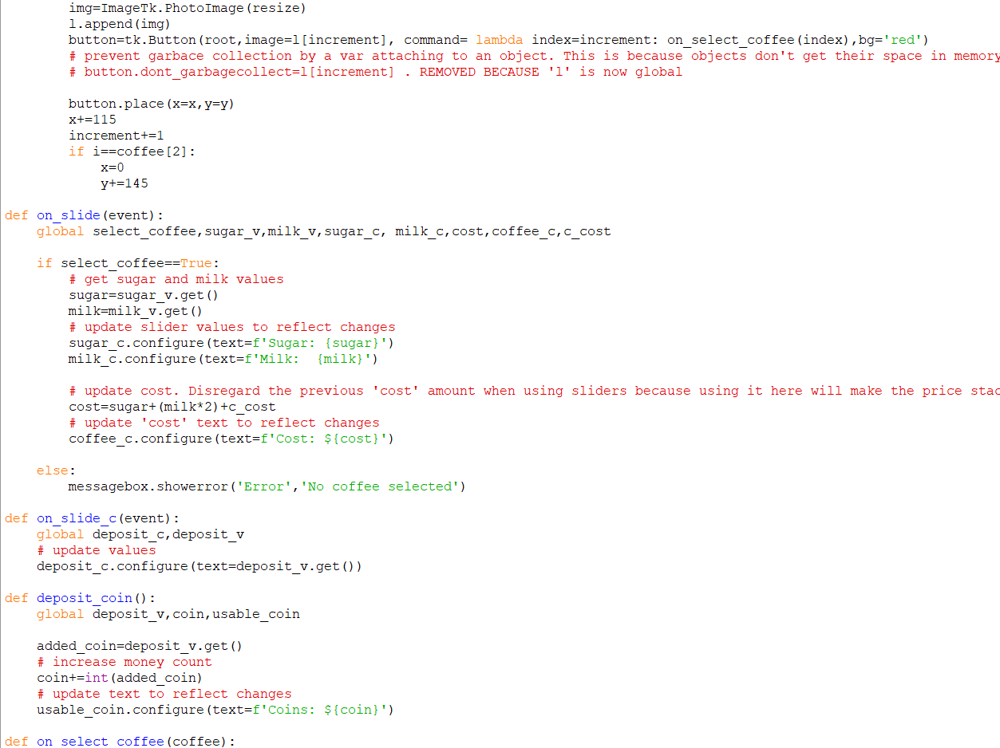 img=ImageTk.PhotoImage(resize)
l.append(img)
button=tk.Button(root,image=l[increment], command= lambda index=increment: on_select_coffee(index),bg='red')
# prevent garbace collection by a var attaching to an object. This is because objects don't get their space in memory
# button.dont_garbagecollect=l[increment] . REMOVED BECAUSE 'l' is now global
button.place(x=x,y=y)
x+=115
increment+=1
if i==coffee[2]:
x=0
y+=145
def on_slide(event):
global select_coffee,sugar_v,milk_v,sugar_c, milk_c,cost,coffee_c,c_cost
if select_coffee==True:
# get sugar and milk values
sugar=sugar_v.get()
milk=milk_v.get()
# update slider values to reflect changes
sugar_c.configure(text=f'Sugar: {sugar}')
milk_c.configure(text=f'Milk:  {milk}')
# update cost. Disregard the previous 'cost' amount when using sliders because using it here will make the price stac
cost=sugar+(milk*2)+c_cost
# update 'cost' text to reflect changes
coffee_c.configure(text=f'Cost: ${cost}')
else:
messagebox.showerror('Error','No coffee selected')
def on_slide_c(event):
global deposit_c,deposit_v
# update values
deposit_c.configure(text=deposit_v.get())
def deposit_coin():
global deposit_v,coin,usable_coin
added_coin=deposit_v.get()
# increase money count
coin+=int(added_coin)
# update text to reflect changes
usable_coin.configure(text=f'Coins: ${coin}')
def on_select_coffee(coffee):